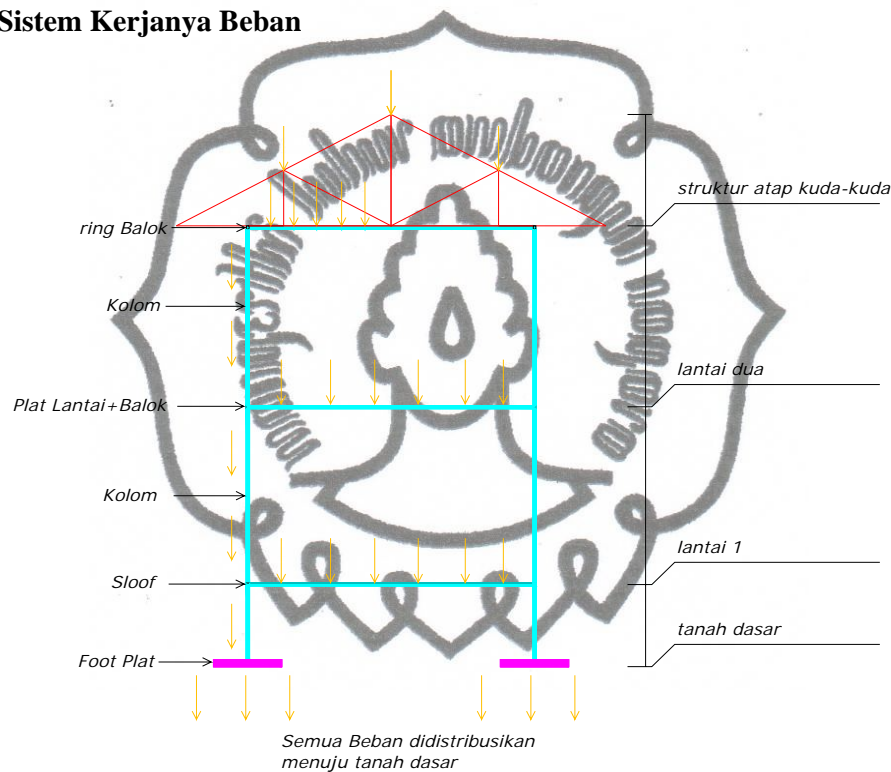 Sistem Kerjanya Beban
struktur atap kuda-kuda
ring Balok
Kolom
lantai dua
Plat Lantai+Balok
Kolom
lantai 1
Sloof
tanah dasar
Foot Plat
Semua Beban didistribusikan
menuju tanah dasar